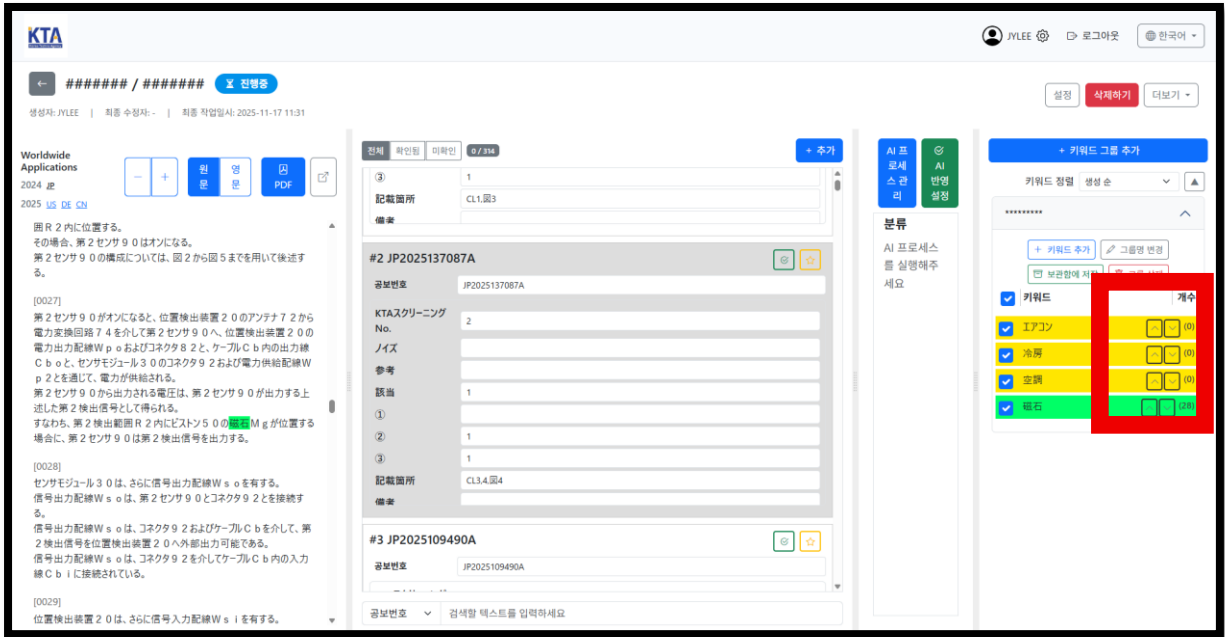 KTA
JYLEE
로그아웃
한국어
####### / #######
진행중
설정
삭제하기
더보기
생성자: JYLEE | 최종 수정자: - | 최종 작업일시: 2025-11-17 11:31
Worldwide
Applications
2024 JP
2025 US DE CN
원문
영문
PDF
囲R2内に位置する。
その場合、第2センサ90はオンになる。
第2センサ90の構成については、図2から図5までを用いて後述す
る。
[0027]
第2センサ90がオンになると、位置検出装置20のアンテナ72から
電力変換回路74を介して第2センサ90へ、位置検出装置20の
電力出力配線Wpoおよびコネクタ82と、ケーブルCb内の出力線
Cboと、センサモジュール30のコネクタ92および電力供給配線W
p2とを通じて、電力が供給される。
第2センサ90から出力される電圧は、第2センサ90が出力する上
述した第2検出信号として得られる。
すなわち、第2検出範囲R2内にピストン50の磁石Mgが位置する
場合に、第2センサ90は第2検出信号を出力する。
[0028]
センサモジュール30は、さらに信号出力配線Wsoを有する。
信号出力配線Wsoは、第2センサ90とコネクタ92とを接続す
る。
信号出力配線Wsoは、コネクタ92およびケーブルCbを介して、第
2検出信号を位置検出装置20へ外部出力可能である。
信号出力配線Wsoは、コネクタ92を介してケーブルCb内の入力
線Cbiに接続されている。
[0029]
位置検出装置20は、さらに信号入力配線Wsiを有する。
전체
확인됨
미확인
0 / 314
+ 추가
③ 1
記載箇所 CL1,図3
備考
#2 JP2025137087A
공보번호 JP2025137087A
KTAスクリーニング
No. 2
ノイズ
参考
該当 1
①
② 1
③ 1
記載箇所 CL3,4,図4
備考
#3 JP2025109490A
공보번호 JP2025109490A
공보번호
검색할 텍스트를 입력하세요
AI 프로세스 관리
AI 반영 설정
분류
AI 프로세스
를 실행해주
세요
+ 키워드 그룹 추가
키워드 정렬 생성 순 ▲
*********
+ 키워드 추가
그룹명 변경
보관함에 저장
키워드 개수
エアコン (0)
冷房 (0)
空調 (0)
磁石 (28)